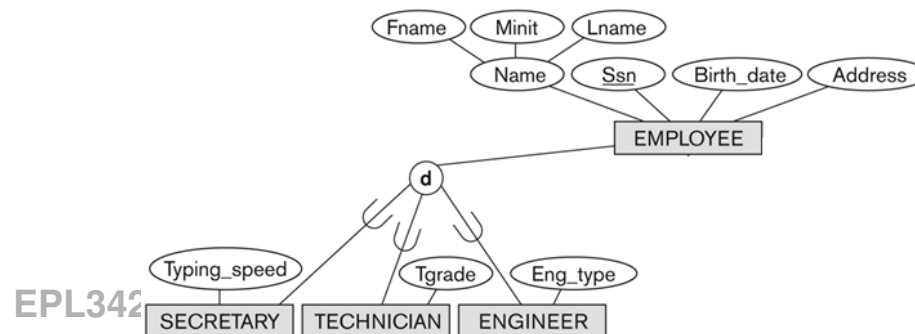 Fname Minit Lname
Name Ssn Birth_date Address
EMPLOYEE
d
Typing_speed Tgrade Eng_type
EPL342
SECRETARY TECHNICIAN ENGINEER